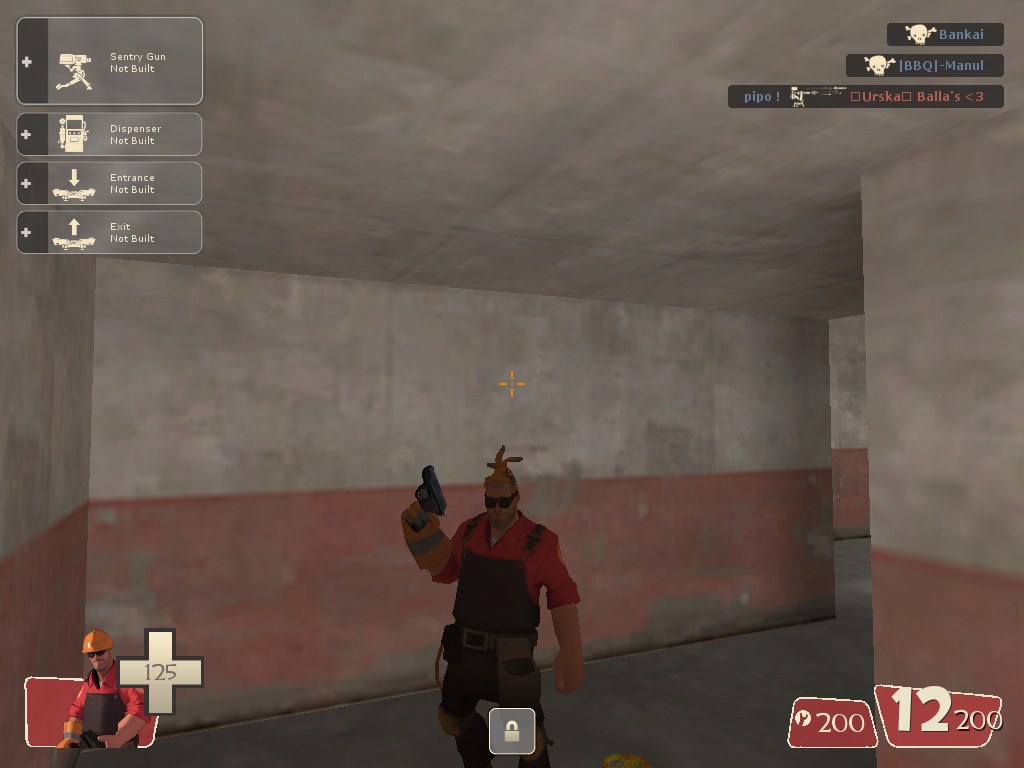 Sentry Gun
Not Built
Dispenser
Not Built
Entrance
Not Built
Exit
Not Built
Bankai
|BBQ|-Manul
pipo ! □Urska□ Balla's <3
125
200
12 200